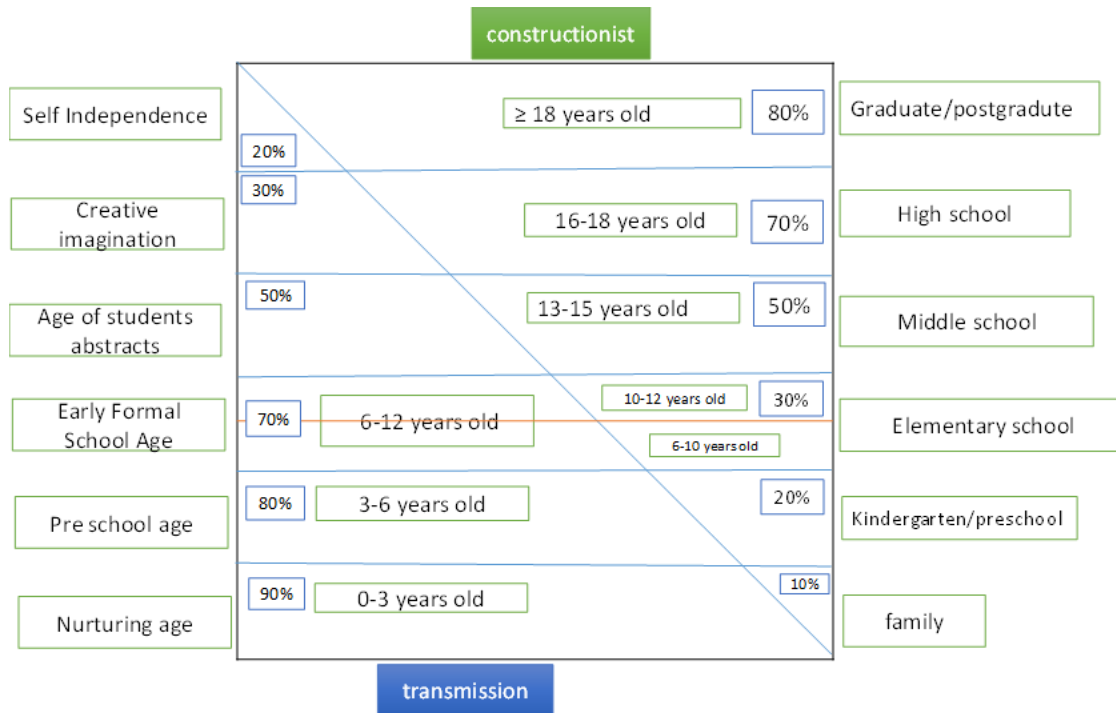 constructionist
Self Independence
≥ 18 years old
80%
Graduate/postgradute
20%
30%
Creative
imagination
16-18 years old
70%
High school
50%
Age of students
abstracts
13-15 years old
50%
Middle school
Early Formal
School Age
70%
6-12 years old
10-12 years old
30%
6-10 years old
Elementary school
Pre school age
80%
3-6 years old
20%
Kindergarten/preschool
Nurturing age
90%
0-3 years old
10%
family
transmission